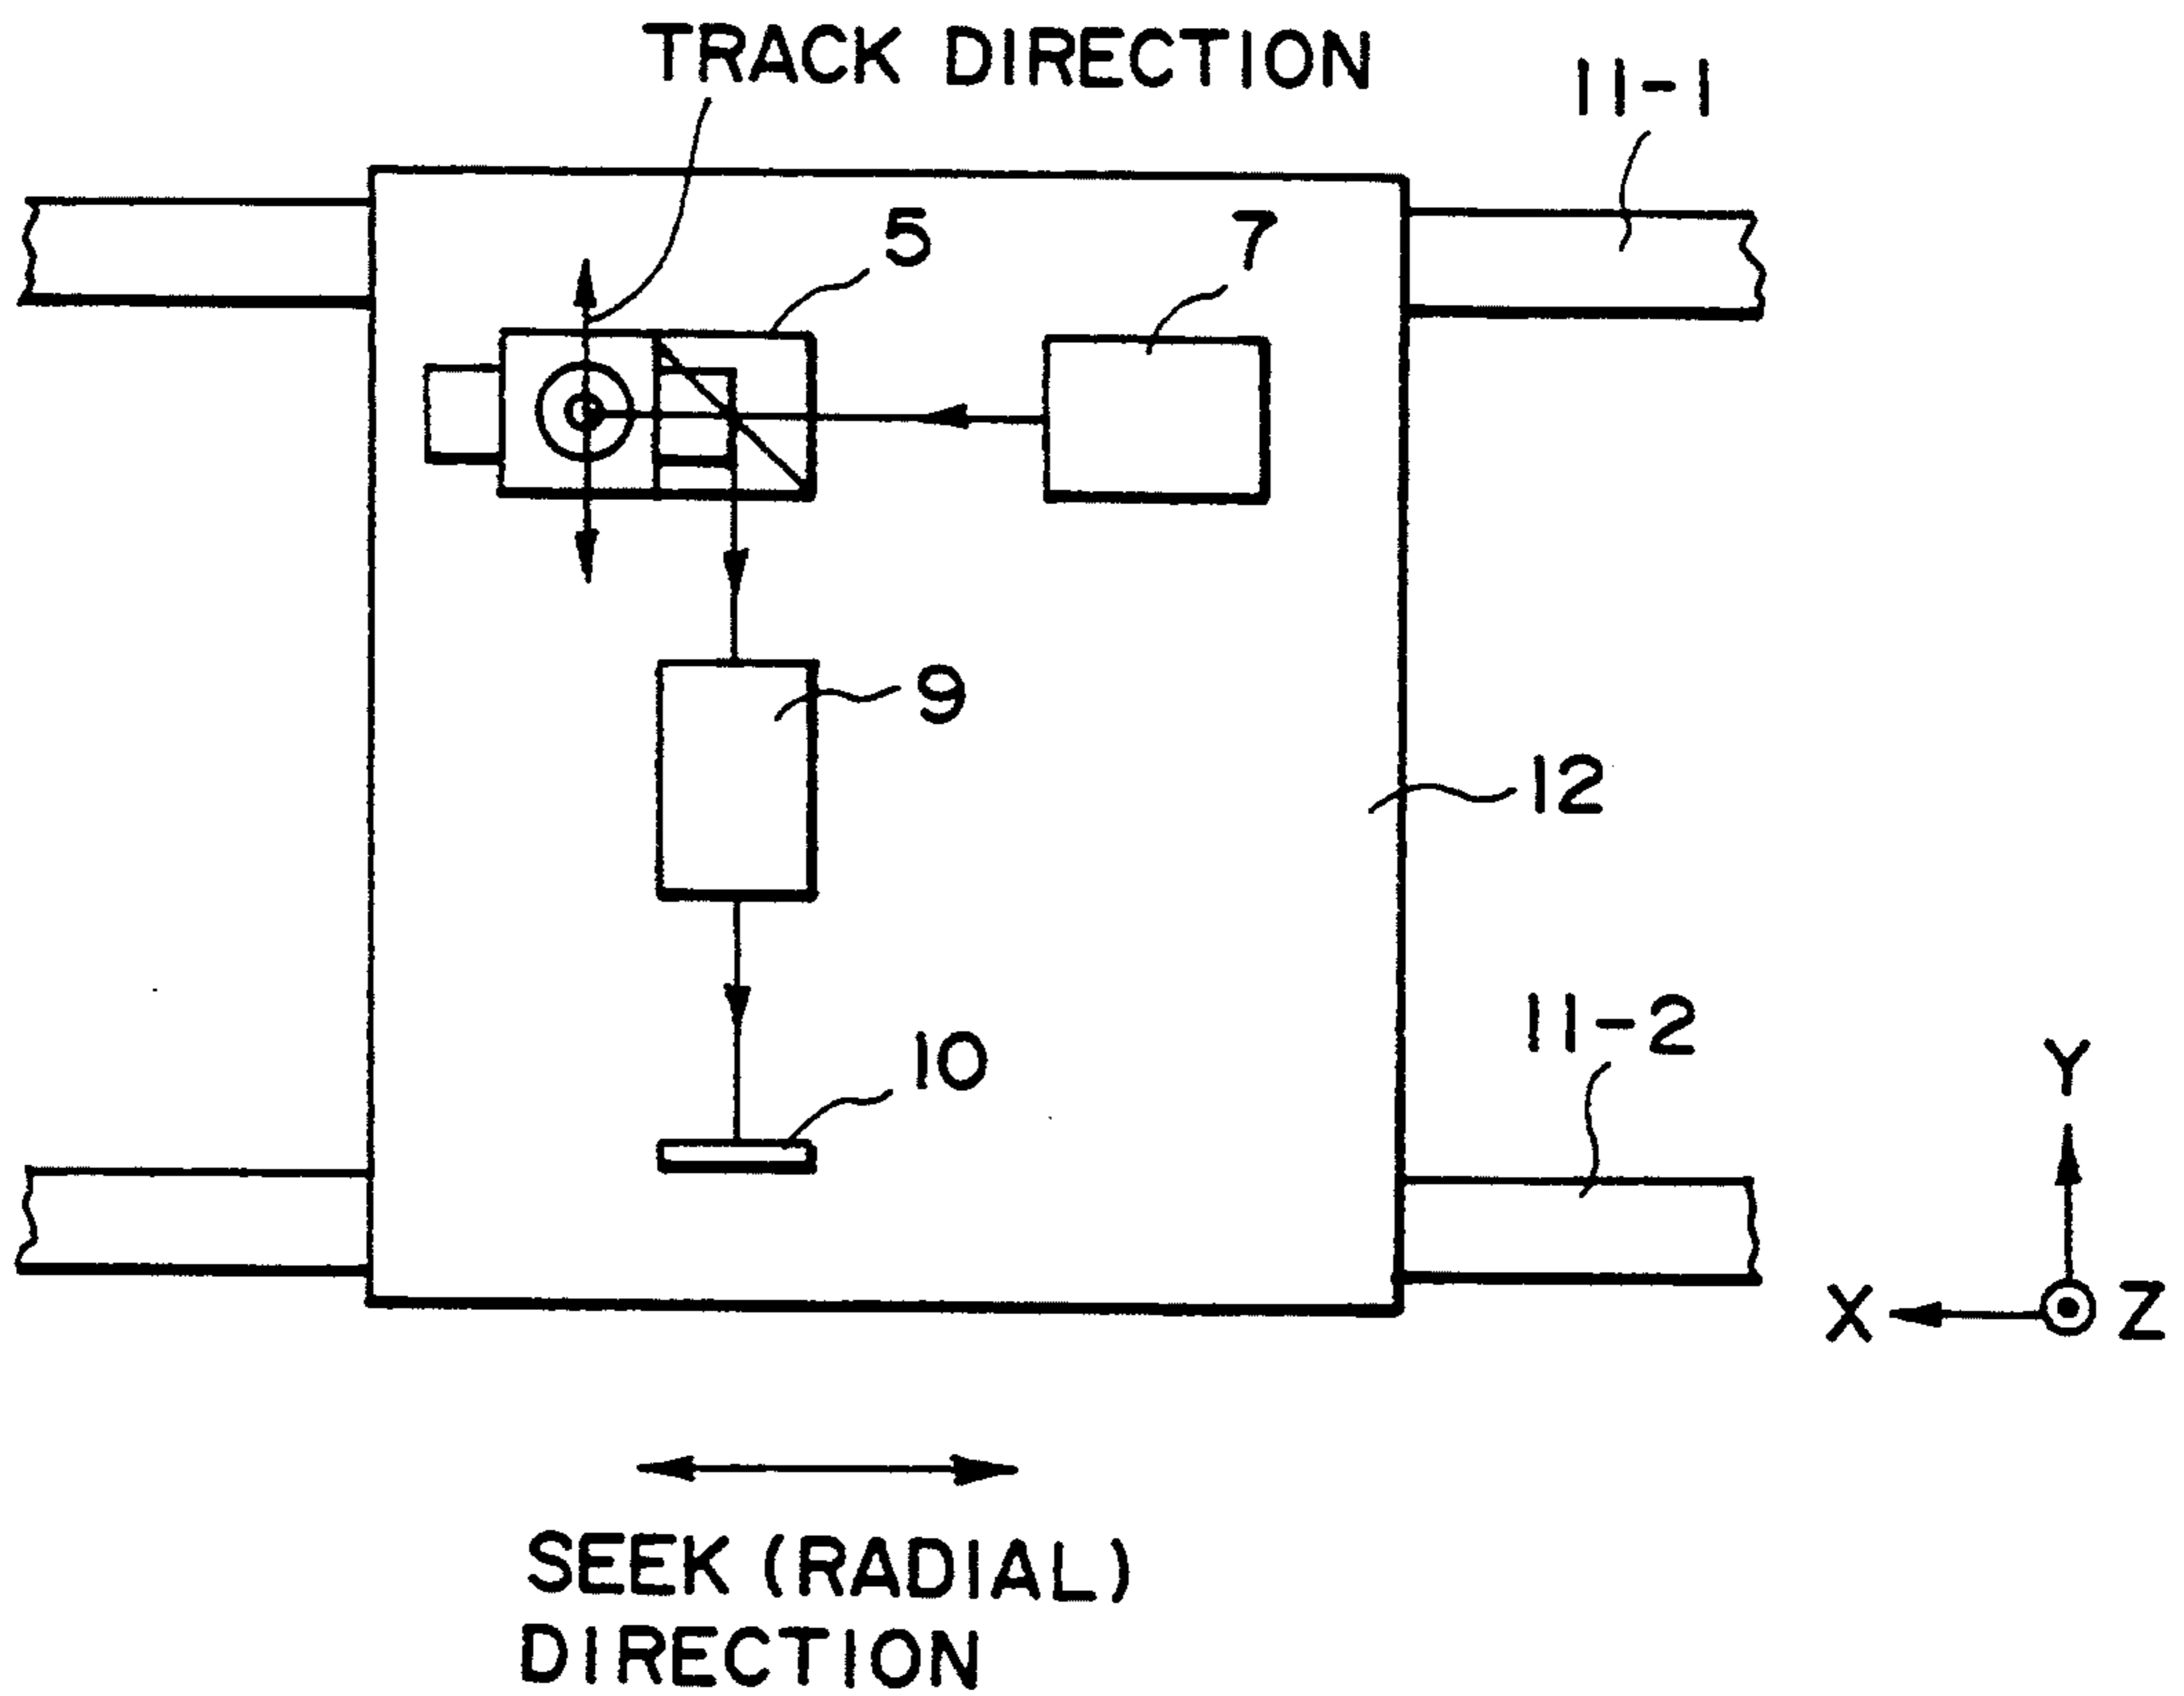 TRACK DIRECTION
11-1
5
7
9
12
10
11-2
Y
X
Z
SEEK (RADIAL)
DIRECTION